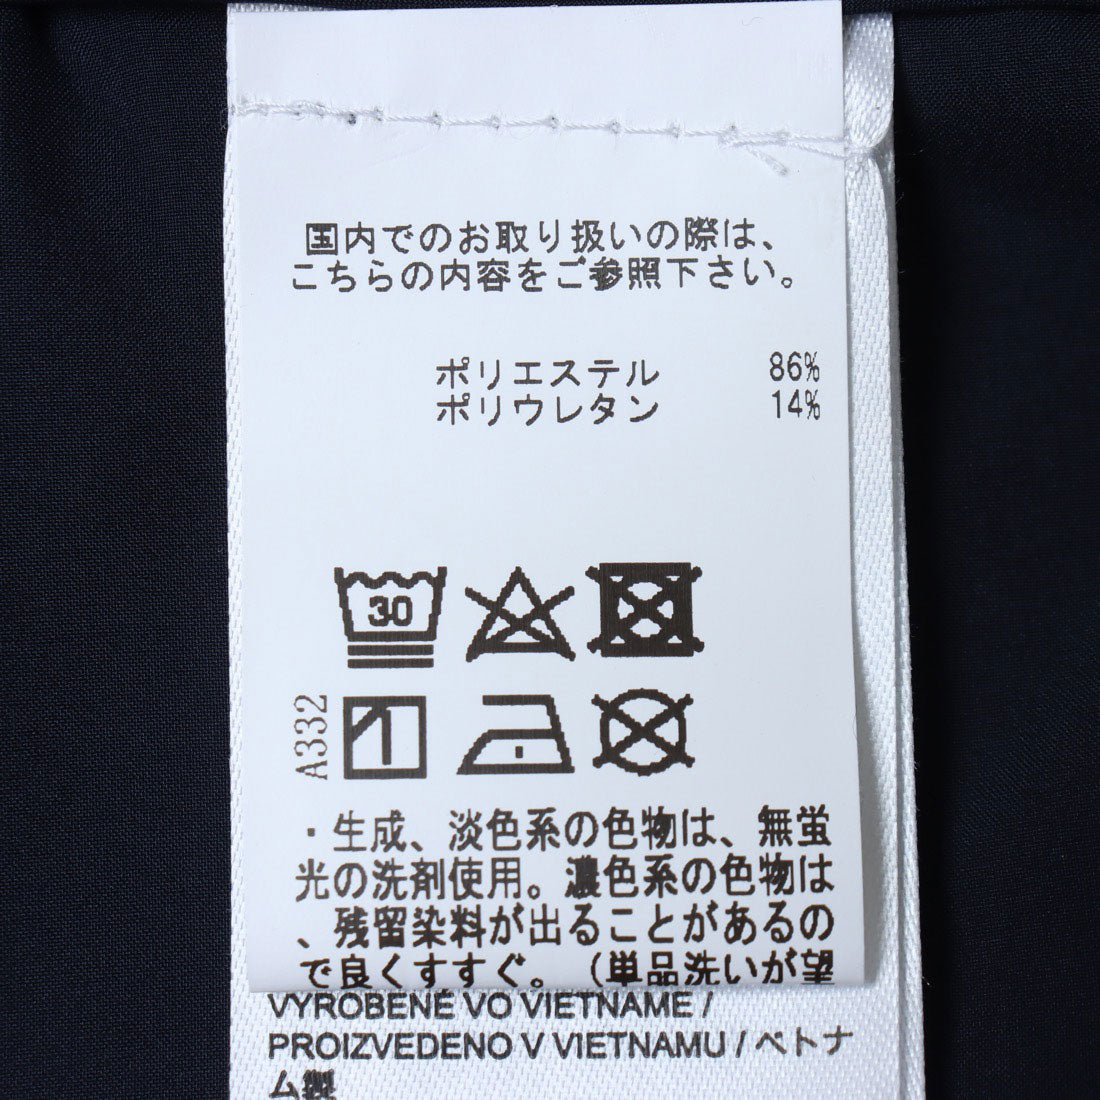 国内でのお取り扱いの際は、
こちらの内容をご参照下さい。
ポリエステル 86%
ポリウレタン 14%
30
A332
・生成、淡色系の色物は、無蛍
光の洗剤使用。濃色系の色物は
、残留染料が出ることがあるの
で良くすすぐ。（単品洗いが望
VYROBENÉ VO VIETNAME /
PROIZVEDENO V VIETNAMU / ベトナ
ム製